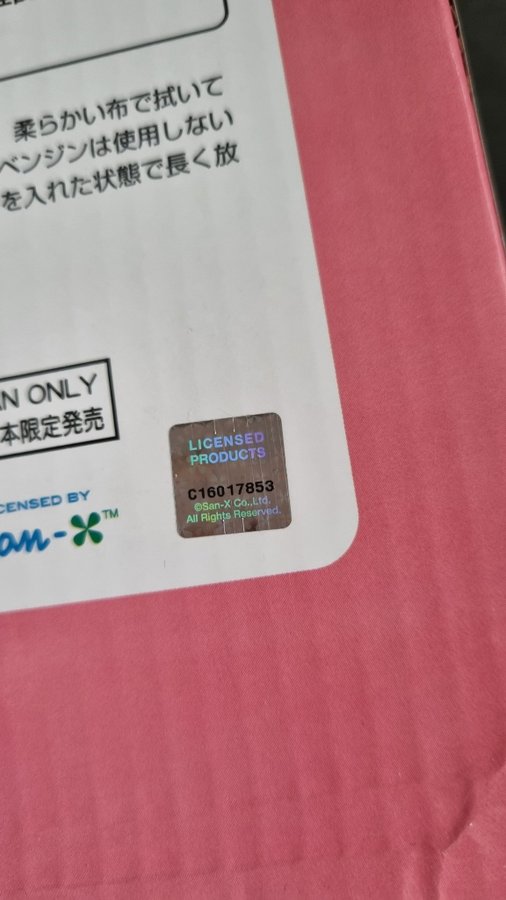 柔らかい布で拭いて
ベンジンは使用しない
を入れた状態で長く放
AN ONLY
本限定発売
LICENSED
PRODUCTS
C16017853
©San-X Co.,Ltd.
All Rights Reserved.
CENSED BY
an-X™